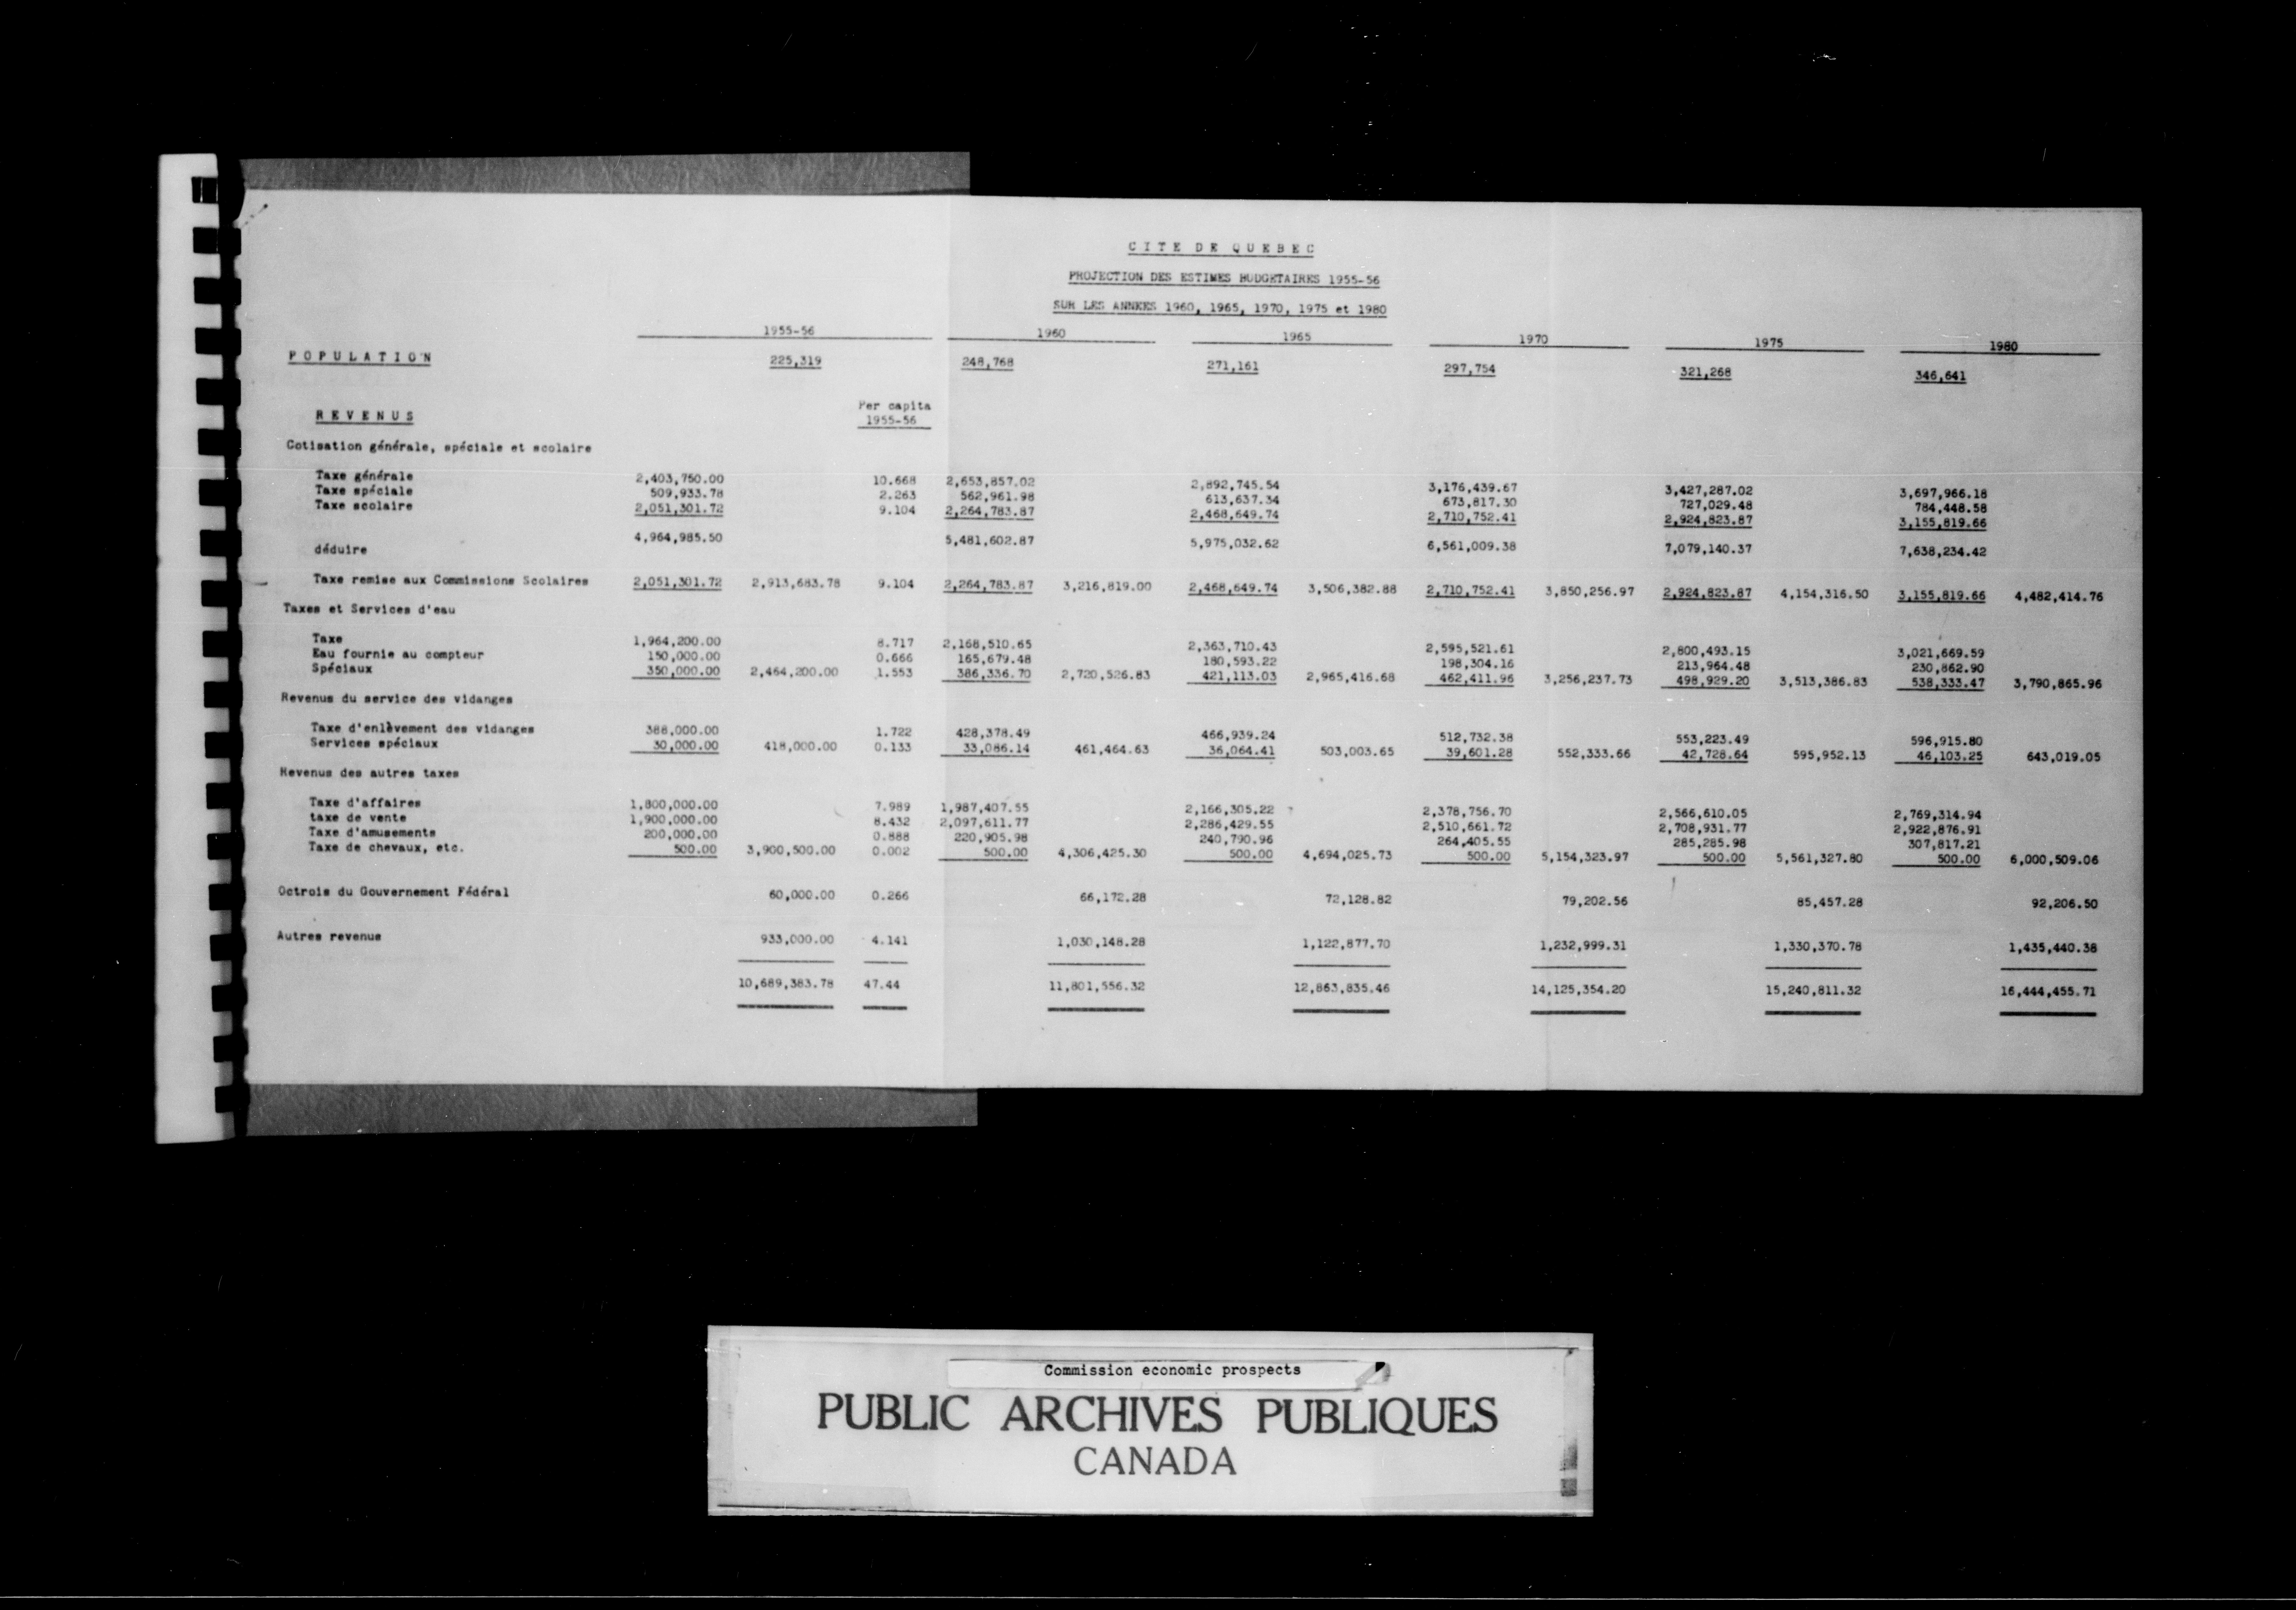 CITE DE QUEBEC
PROJECTION DES ESTIMES BUDGETAIRES 1955-56
SUR LES ANNEES 1960, 1965, 1970, 1975 et 1980
1955-56 1960 1965 1970 1975 1980
POPULATION 225,319 248,768 271,161 297,754 321,268 346,641
Per capita
REVENUS 1955-56
Cotisation générale, spéciale et scolaire
Taxe générale 2,403,750.00 10.668 2,653,857.02 2,892,745.54 3,176,439.67 3,427,287.02 3,697,966.18
Taxe spéciale 509,933.78 2.263 562,961.98 613,637.34 673,817.30 727,029.48 784,448.58
Taxe scolaire 2,051,301.72 9.104 2,264,783.87 2,468,649.74 2,710,752.41 2,924,823.87 3,155,819.66
4,964,985.50 5,481,602.87 5,975,032.62 6,561,009.38 7,079,140.37 7,638,234.42
déduire
Taxe remise aux Commissions Scolaires 2,051,301.72 2,913,683.78 9.104 2,264,783.87 3,216,819.00 2,468,649.74 3,506,382.88 2,710,752.41 3,850,256.97 2,924,823.87 4,154,316.50 3,155,819.66 4,482,414.76
Taxes et Services d'eau
Taxe 1,964,200.00 8.717 2,168,510.65 2,363,710.43 2,595,521.61 2,800,493.15 3,021,669.59
Eau fournie au compteur 150,000.00 0.666 165,679.48 180,593.22 198,304.16 213,964.48 230,862.90
Spéciaux 350,000.00 2,464,200.00 1.553 386,336.70 2,720,526.83 421,113.03 2,965,416.68 462,411.96 3,256,237.73 498,929.20 3,513,386.83 538,333.47 3,790,865.96
Revenus du service des vidanges
Taxe d'enlèvement des vidanges 388,000.00 1.722 428,378.49 466,939.24 512,732.38 553,223.49 596,915.80
Services spéciaux 30,000.00 418,000.00 0.133 33,086.14 461,464.63 36,064.41 503,003.65 39,601.28 552,333.66 42,728.64 595,952.13 46,103.25 643,019.05
Revenus des autres taxes
Taxe d'affaires 1,800,000.00 7.989 1,987,407.55 2,166,305.22 2,378,756.70 2,566,610.05 2,769,314.94
taxe de vente 1,900,000.00 8.432 2,097,611.77 2,286,429.55 2,510,661.72 2,708,931.77 2,922,876.91
Taxe d'amusements 200,000.00 0.888 220,905.98 240,790.96 264,405.55 285,285.98 307,817.21
Taxe de chevaux, etc. 500.00 3,900,500.00 0.002 500.00 4,306,425.30 500.00 4,694,025.73 500.00 5,154,323.97 500.00 5,561,327.80 500.00 6,000,509.06
Octrois du Gouvernement Fédéral 60,000.00 0.266 66,172.28 72,128.82 79,202.56 85,457.28 92,206.50
Autres revenus 933,000.00 4.141 1,030,148.28 1,122,877.70 1,232,999.31 1,330,370.78 1,435,440.38
10,689,383.78 47.44 11,801,556.32 12,863,835.46 14,125,354.20 15,240,811.32 16,444,455.71
Commission economic prospects
PUBLIC ARCHIVES PUBLIQUES
CANADA